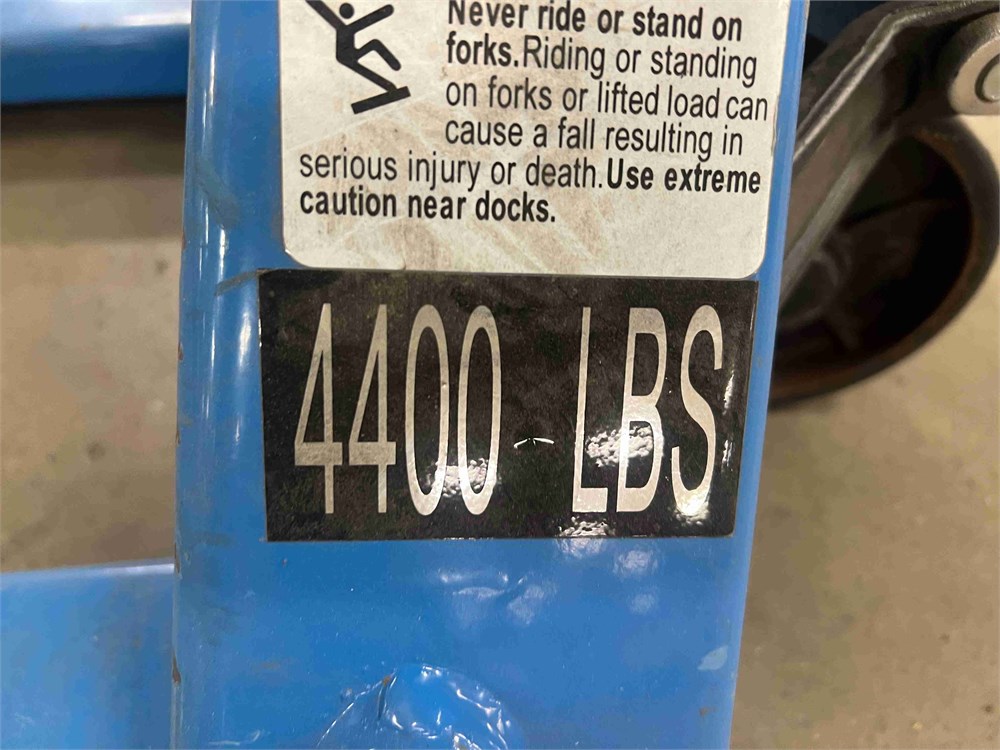 Never ride or stand on
forks.Riding or standing
on forks or lifted load can
cause a fall resulting in
serious injury or death.Use extreme
caution near docks.
4400 LBS